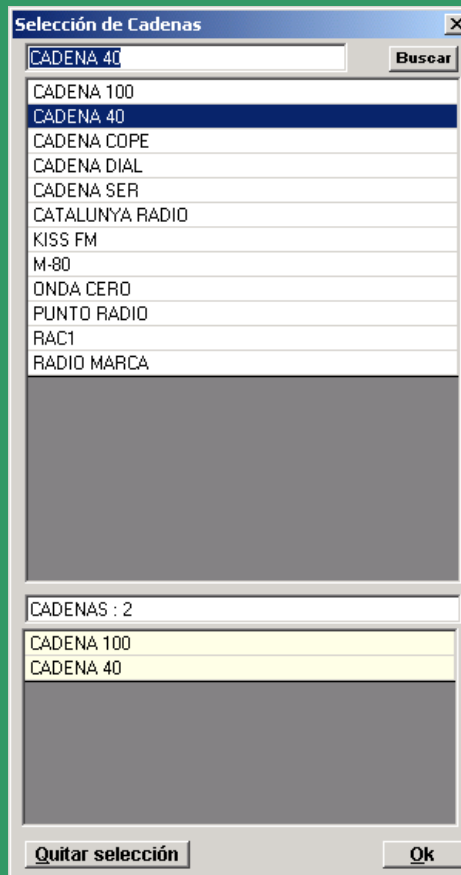 Selección de Cadenas
CADENA 40
Buscar
CADENA 100
CADENA 40
CADENA COPE
CADENA DIAL
CADENA SER
CATALUNYA RADIO
KISS FM
M-80
ONDA CERO
PUNTO RADIO
RAC1
RADIO MARCA
CADENAS : 2
CADENA 100
CADENA 40
Quitar selección
Ok